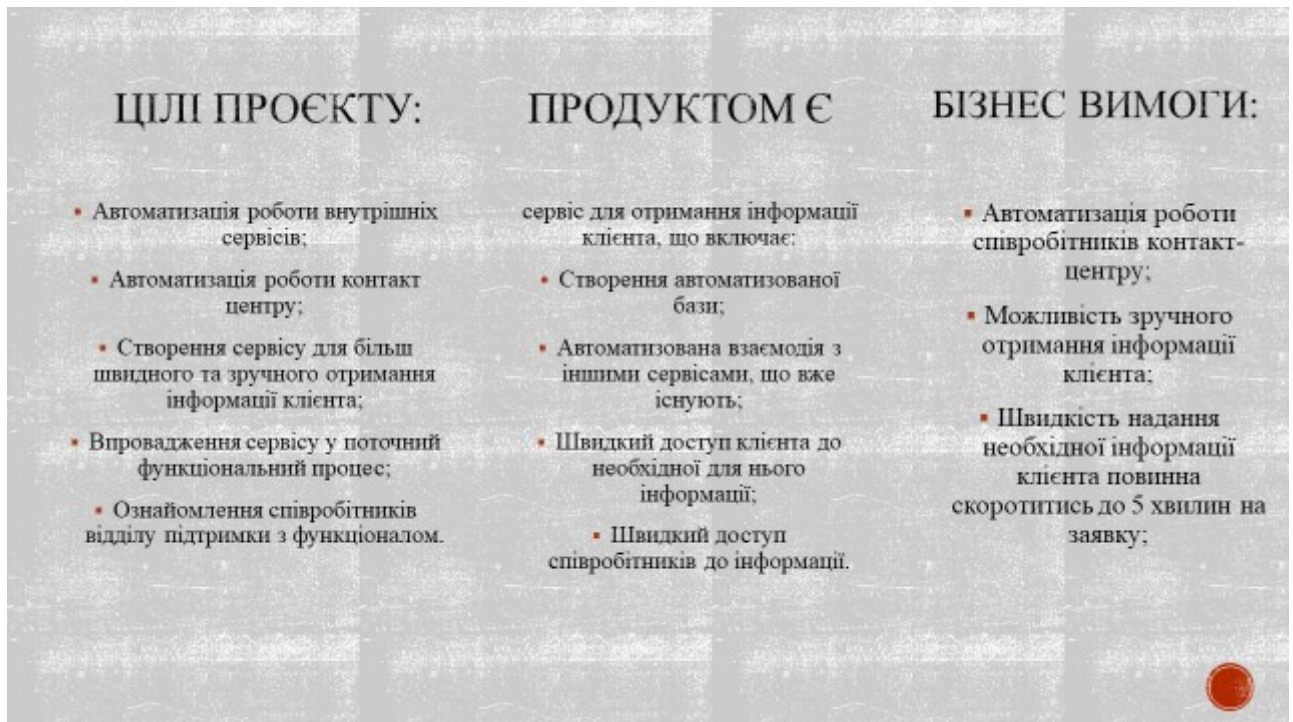 ЦІЛІ ПРОЄКТУ:
▪ Автоматизація роботи внутрішніх
сервісів;
▪ Автоматизація роботи контакт
центру;
▪ Створення сервісу для більш
швидного та зручного отримання
інформації клієнта;
▪ Впровадження сервісу у поточний
функціональний процес;
▪ Ознайомлення співробітників
відділу підтримки з функціоналом.
ПРОДУКТОМ Є
сервіс для отримання інформації
клієнта, що включає:
▪ Створення автоматизованої
бази;
▪ Автоматизована взаємодія з
іншими сервісами, що вже
існують;
▪ Швидкий доступ клієнта до
необхідної для нього
інформації;
▪ Швидкий доступ
співробітників до інформації.
БІЗНЕС ВИМОГИ:
▪ Автоматизація роботи
співробітників контакт-
центру;
▪ Можливість зручного
отримання інформації
клієнта;
▪ Швидкість надання
необхідної інформації
клієнта повинна
скоротитись до 5 хвилин на
заявку;